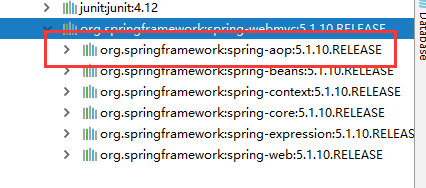 junit:junit:4.12
org.springframework:spring-webmvc:5.1.10.RELEASE
org.springframework:spring-aop:5.1.10.RELEASE
org.springframework:spring-beans:5.1.10.RELEASE
org.springframework:spring-context:5.1.10.RELEASE
org.springframework:spring-core:5.1.10.RELEASE
org.springframework:spring-expression:5.1.10.RELEASE
org.springframework:spring-web:5.1.10.RELEASE
Database